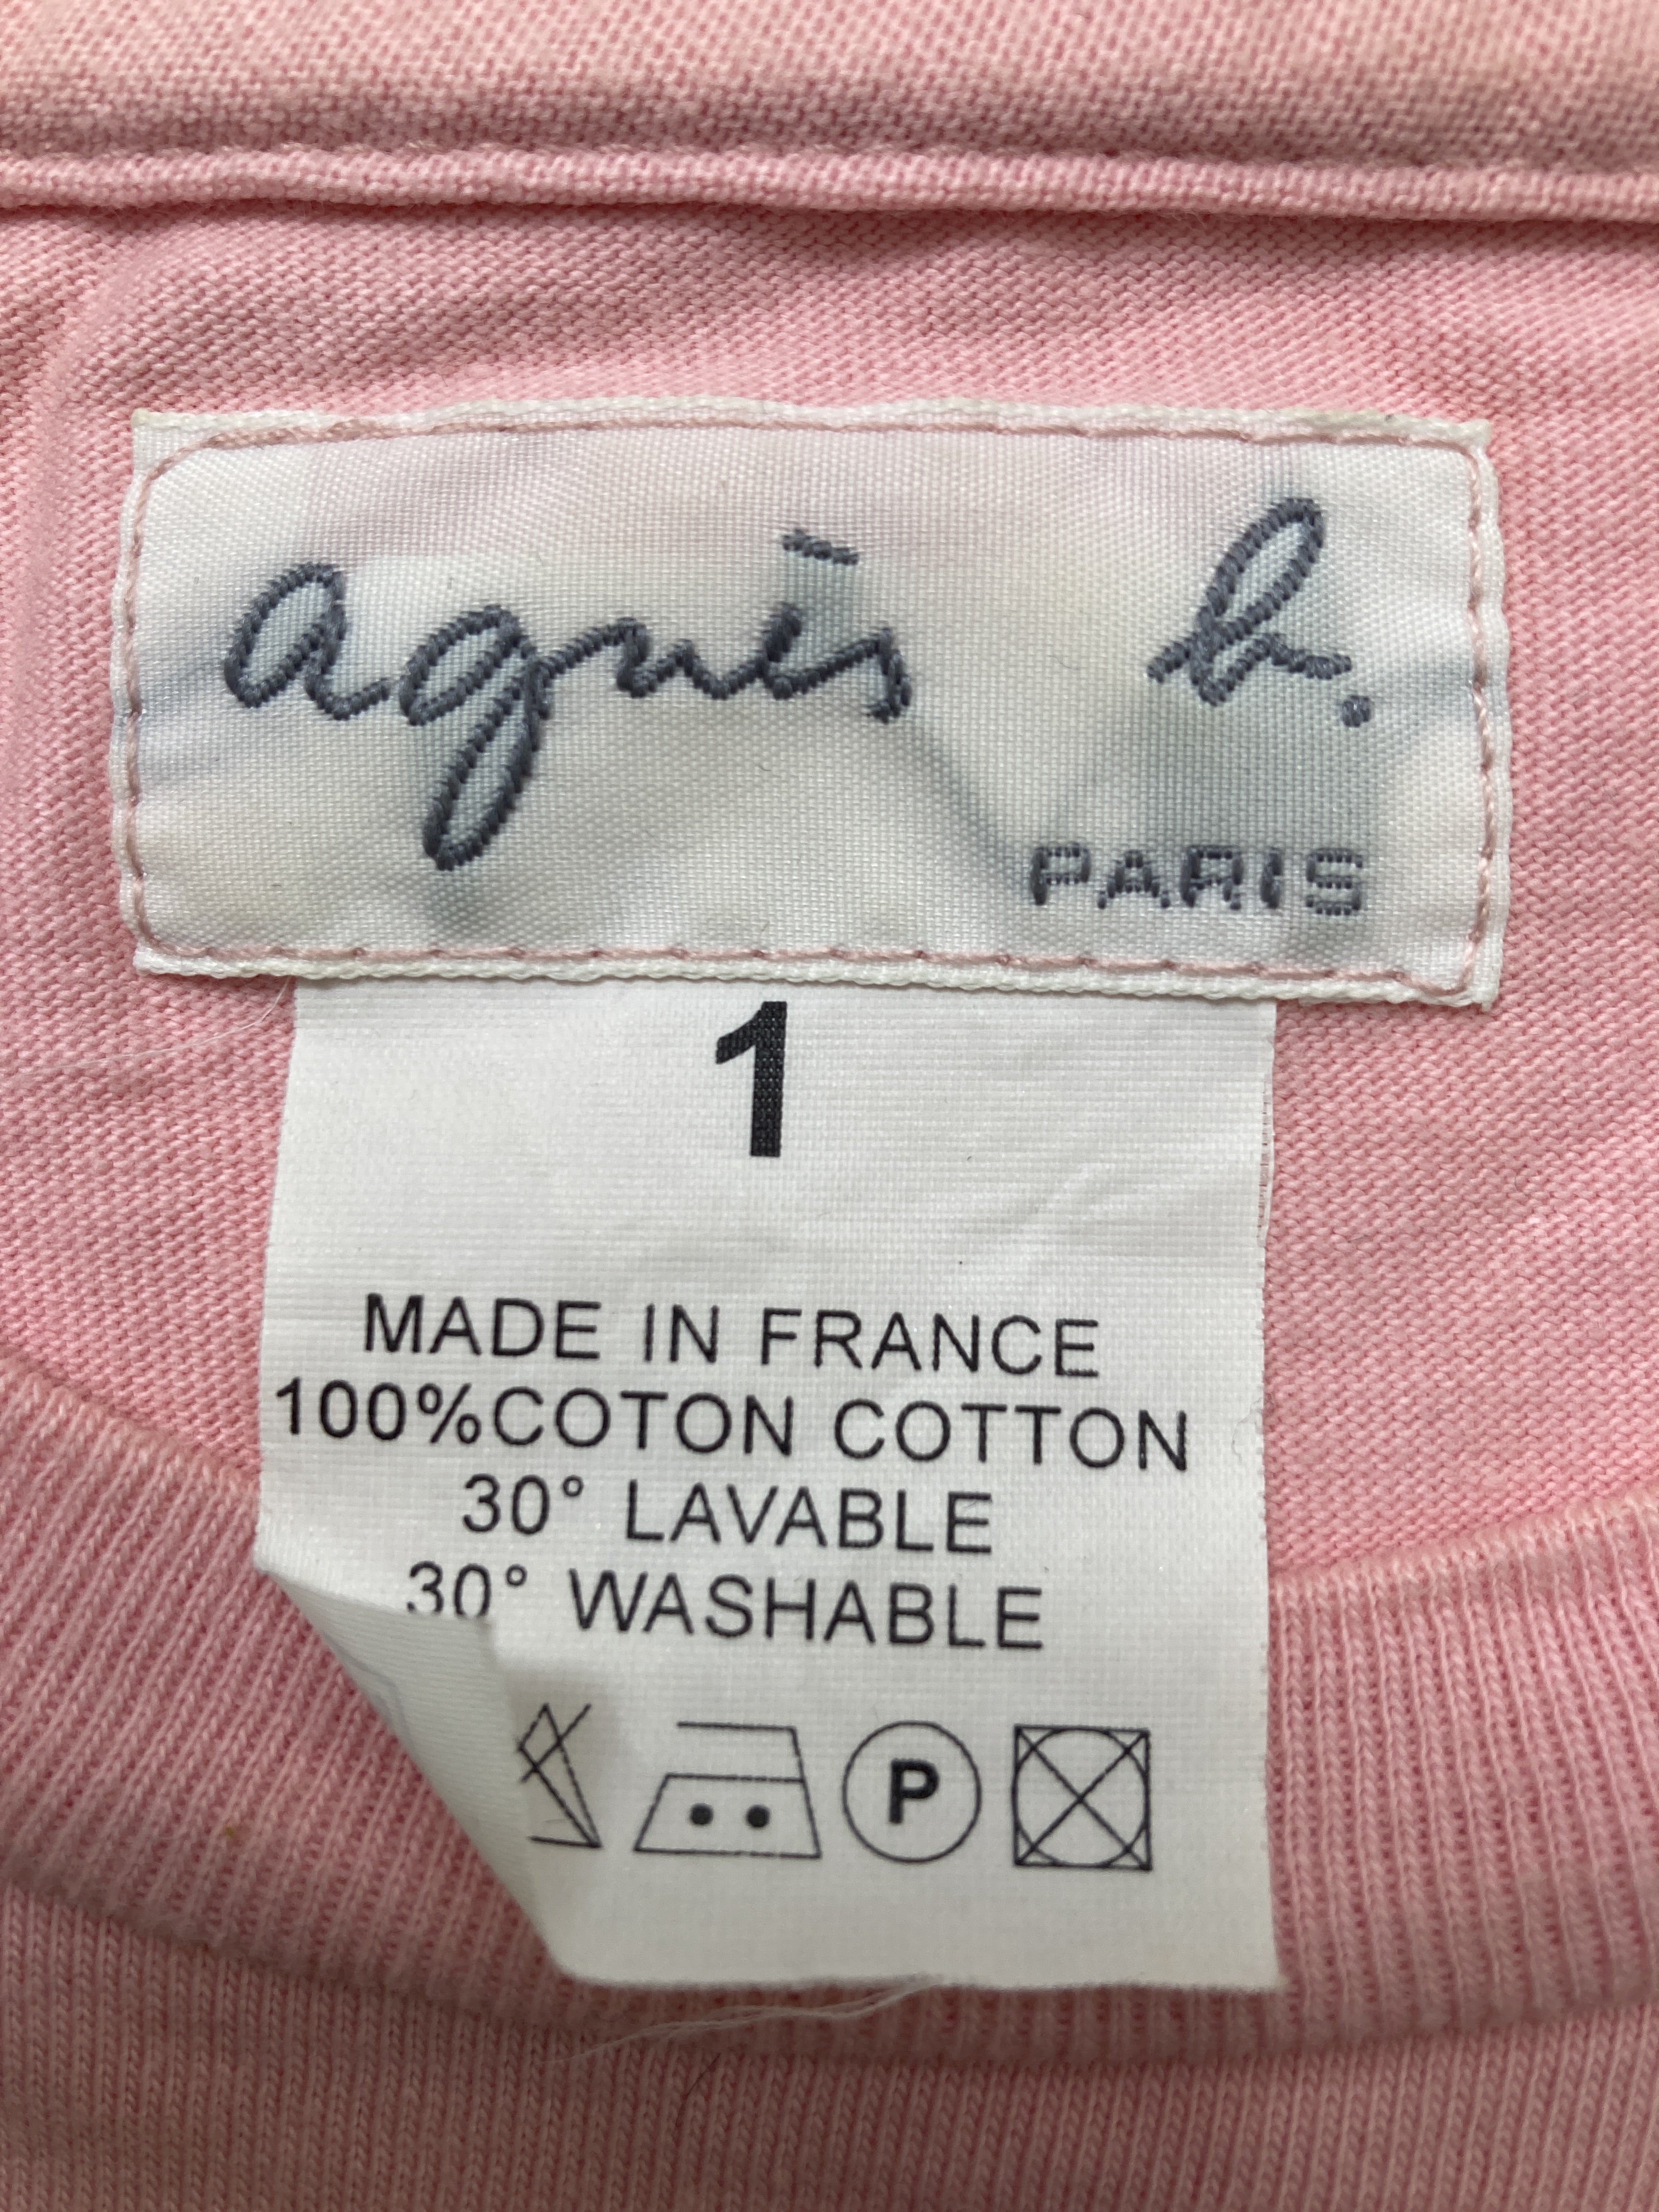 agnès b.
PARIS
1
MADE IN FRANCE
100%COTON COTTON
30° LAVABLE
30° WASHABLE
P